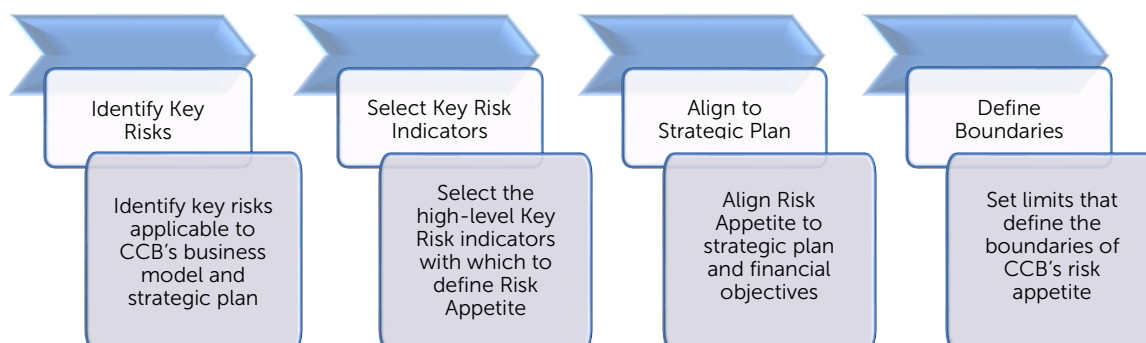 Identify Key
Risks
Identify key risks
applicable to
CCB's business
model and
strategic plan
Select Key Risk
Indicators
Select the
high-level Key
Risk indicators
with which to
define Risk
Appetite
Align to
Strategic Plan
Align Risk
Appetite to
strategic plan
and financial
objectives
Define
Boundaries
Set limits that
define the
boundaries of
CCB's risk
appetite